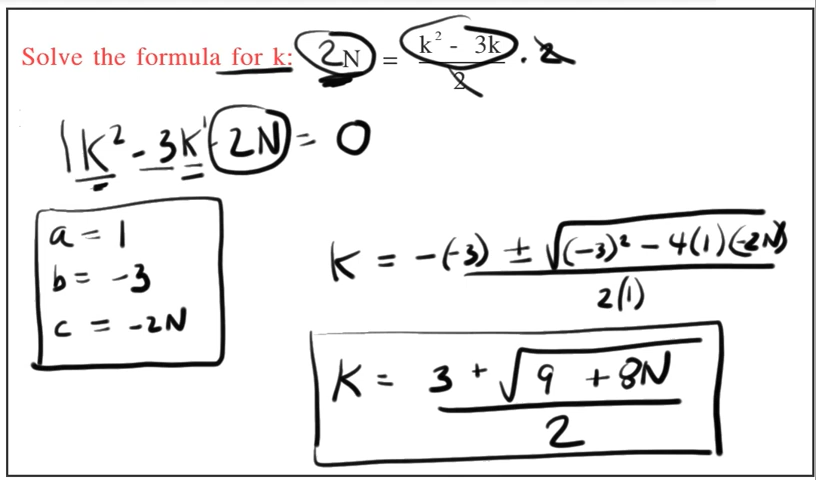 Solve the formula for k: 2N = (k² - 3k)/2 · 2
1k² - 3k¹ - 2N = 0
a = 1
b = -3
c = -2N
K = -(-3) ± √((-3)² - 4(1)(-2N)) / 2(1)
K = 3 + √(9 + 8N) / 2